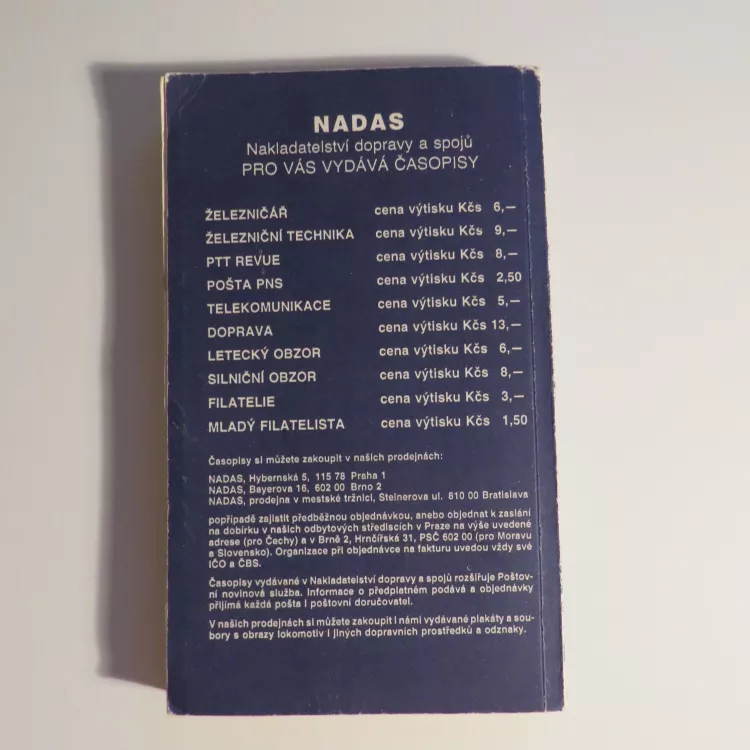 NADAS
Nakladatelství dopravy a spojů
PRO VÁS VYDÁVÁ ČASOPISY
ŽELEZNIČÁŘ cena výtisku Kčs 6,—
ŽELEZNIČNÍ TECHNIKA cena výtisku Kčs 9,—
PTT REVUE cena výtisku Kčs 8,—
POŠTA PNS cena výtisku Kčs 2,50
TELEKOMUNIKACE cena výtisku Kčs 5,—
DOPRAVA cena výtisku Kčs 13,—
LETECKÝ OBZOR cena výtisku Kčs 6,—
SILNIČNÍ OBZOR cena výtisku Kčs 8,—
FILATELIE cena výtisku Kčs 3,—
MLADÝ FILATELISTA cena výtisku Kčs 1,50
Časopisy si můžete zakoupit v našich prodejnách:
NADAS, Hybernská 5, 115 78 Praha 1
NADAS, Bayerova 16, 602 00 Brno 2
NADAS, prodejna v mestské tržnici, Steinerova ul. 810 00 Bratislava
popřípadě zajistit předběžnou objednávkou, anebo objednat k zaslání
na dobírku v našich odbytových střediscích v Praze na výše uvedené
adrese (pro Čechy) a v Brně 2, Hrnčířská 31, PSČ 602 00 (pro Moravu
a Slovensko). Organizace při objednávce na fakturu uvedou vždy své
IČO a ČBS.
Časopisy vydávané v Nakladatelství dopravy a spojů rozšiřuje Poštov-
ní novinová služba. Informace o předplatném podává a objednávky
přijímá každá pošta i poštovní doručovatel.
V našich prodejnách si můžete zakoupit i námi vydávané plakáty a sou-
bory s obrazy lokomotiv i jiných dopravních prostředků a odznaky.